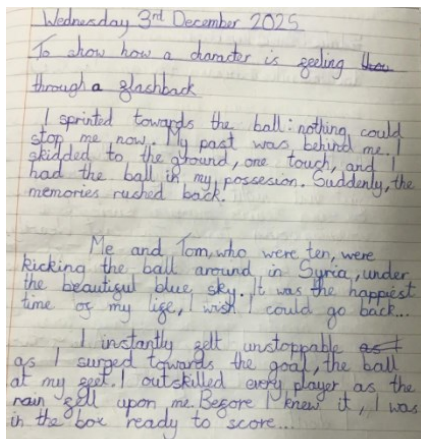 Wednesday 3rd December 2025
To show how a character is feeling
through a flashback
I sprinted towards the ball: nothing could
stop me now. My past was behind me. I
skidded to the ground, one touch, and I
had the ball in my possesion. Suddenly, the
memories rushed back.
Me and Tom, who were ten, were
kicking the ball around in Syria, under
the beautiful blue sky. It was the happiest
time of my life, I wish I could go back...
I instantly felt unstoppable as I
as I surged towards the goal, the ball
at my feet. I outskilled every player as the
rain fell upon me. Before I knew it, I was
in the box ready to score...